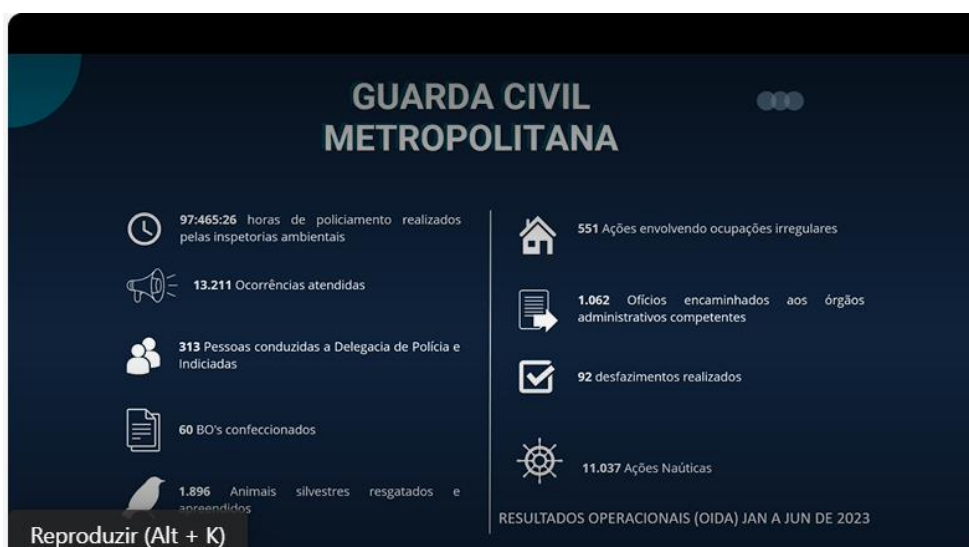 GUARDA CIVIL
METROPOLITANA
97:465:26 horas de policiamento realizados
pelas inspetorias ambientais
13.211 Ocorrências atendidas
313 Pessoas conduzidas a Delegacia de Polícia e
Indiciadas
60 BO's confeccionados
1.896 Animais silvestres resgatados e
apreendidos
551 Ações envolvendo ocupações irregulares
1.062 Ofícios encaminhados aos órgãos
administrativos competentes
92 desfazimentos realizados
11.037 Ações Naúticas
RESULTADOS OPERACIONAIS (OIDA) JAN A JUN DE 2023
Reproduzir (Alt + K)